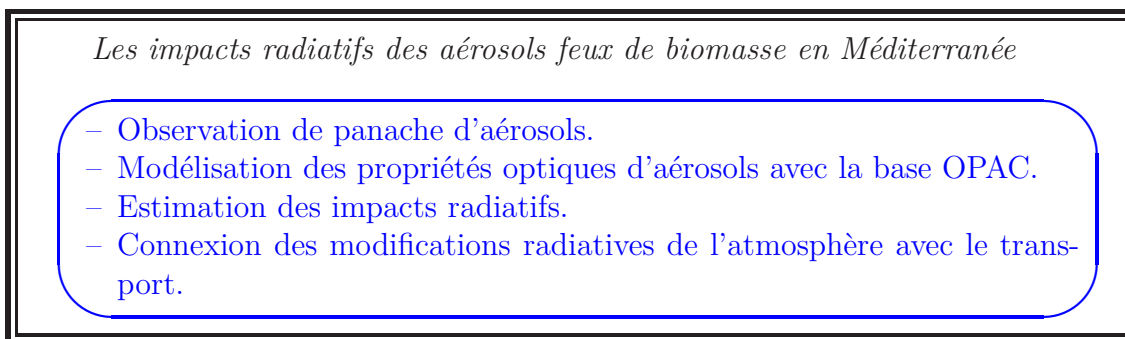 Les impacts radiatifs des aérosols feux de biomasse en Méditerranée
– Observation de panache d'aérosols.
– Modélisation des propriétés optiques d'aérosols avec la base OPAC.
– Estimation des impacts radiatifs.
– Connexion des modifications radiatives de l'atmosphère avec le trans-
port.